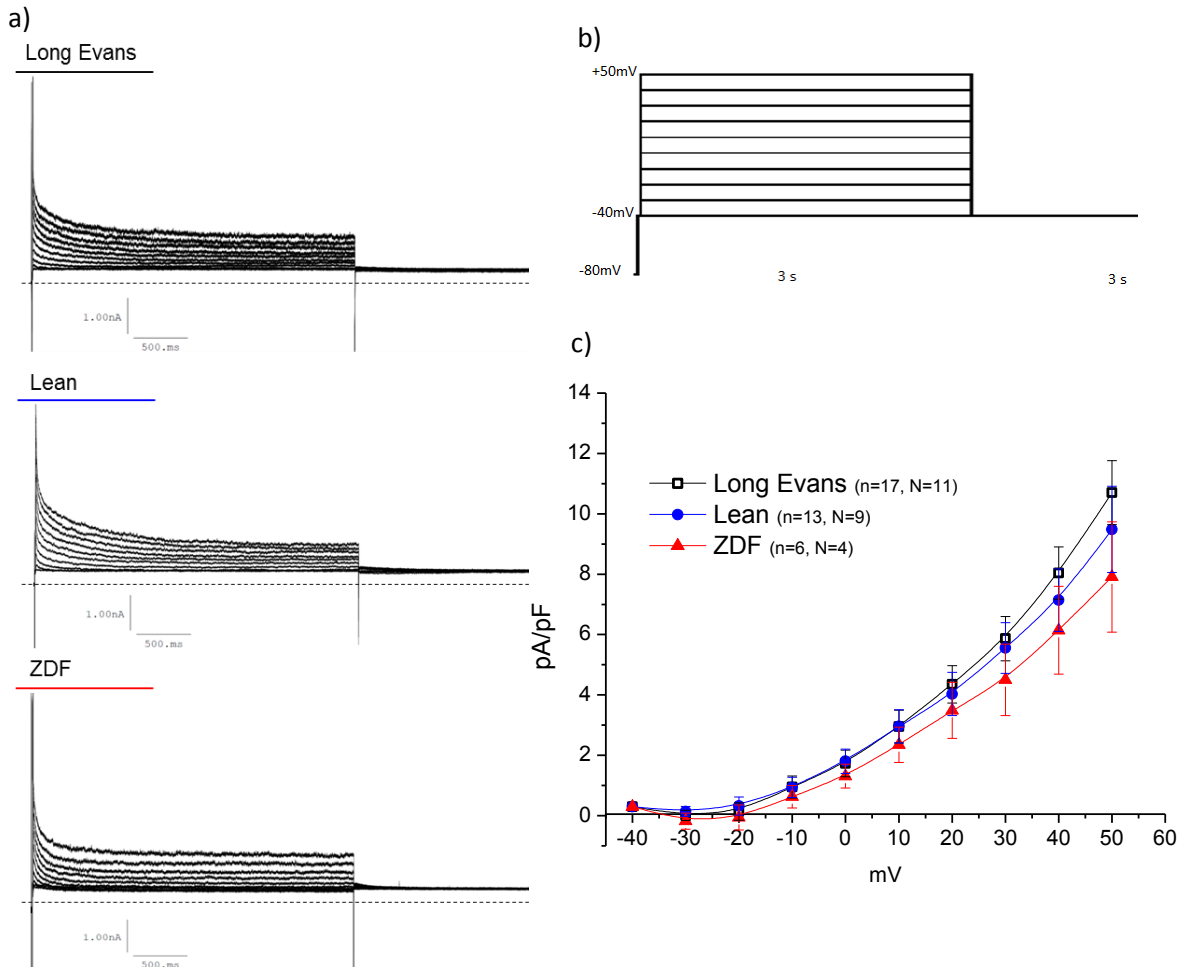 a)
Long Evans
1.00nA
500.ms
Lean
1.00nA
500.ms
ZDF
1.00nA
500.ms
b)
+50mV
-40mV
-80mV
3 s
3 s
c)
14
12
10
8
6
4
2
0
pA/pF
Long Evans (n=17, N=11)
Lean (n=13, N=9)
ZDF (n=6, N=4)
-40 -30 -20 -10 0 10 20 30 40 50 60
mV